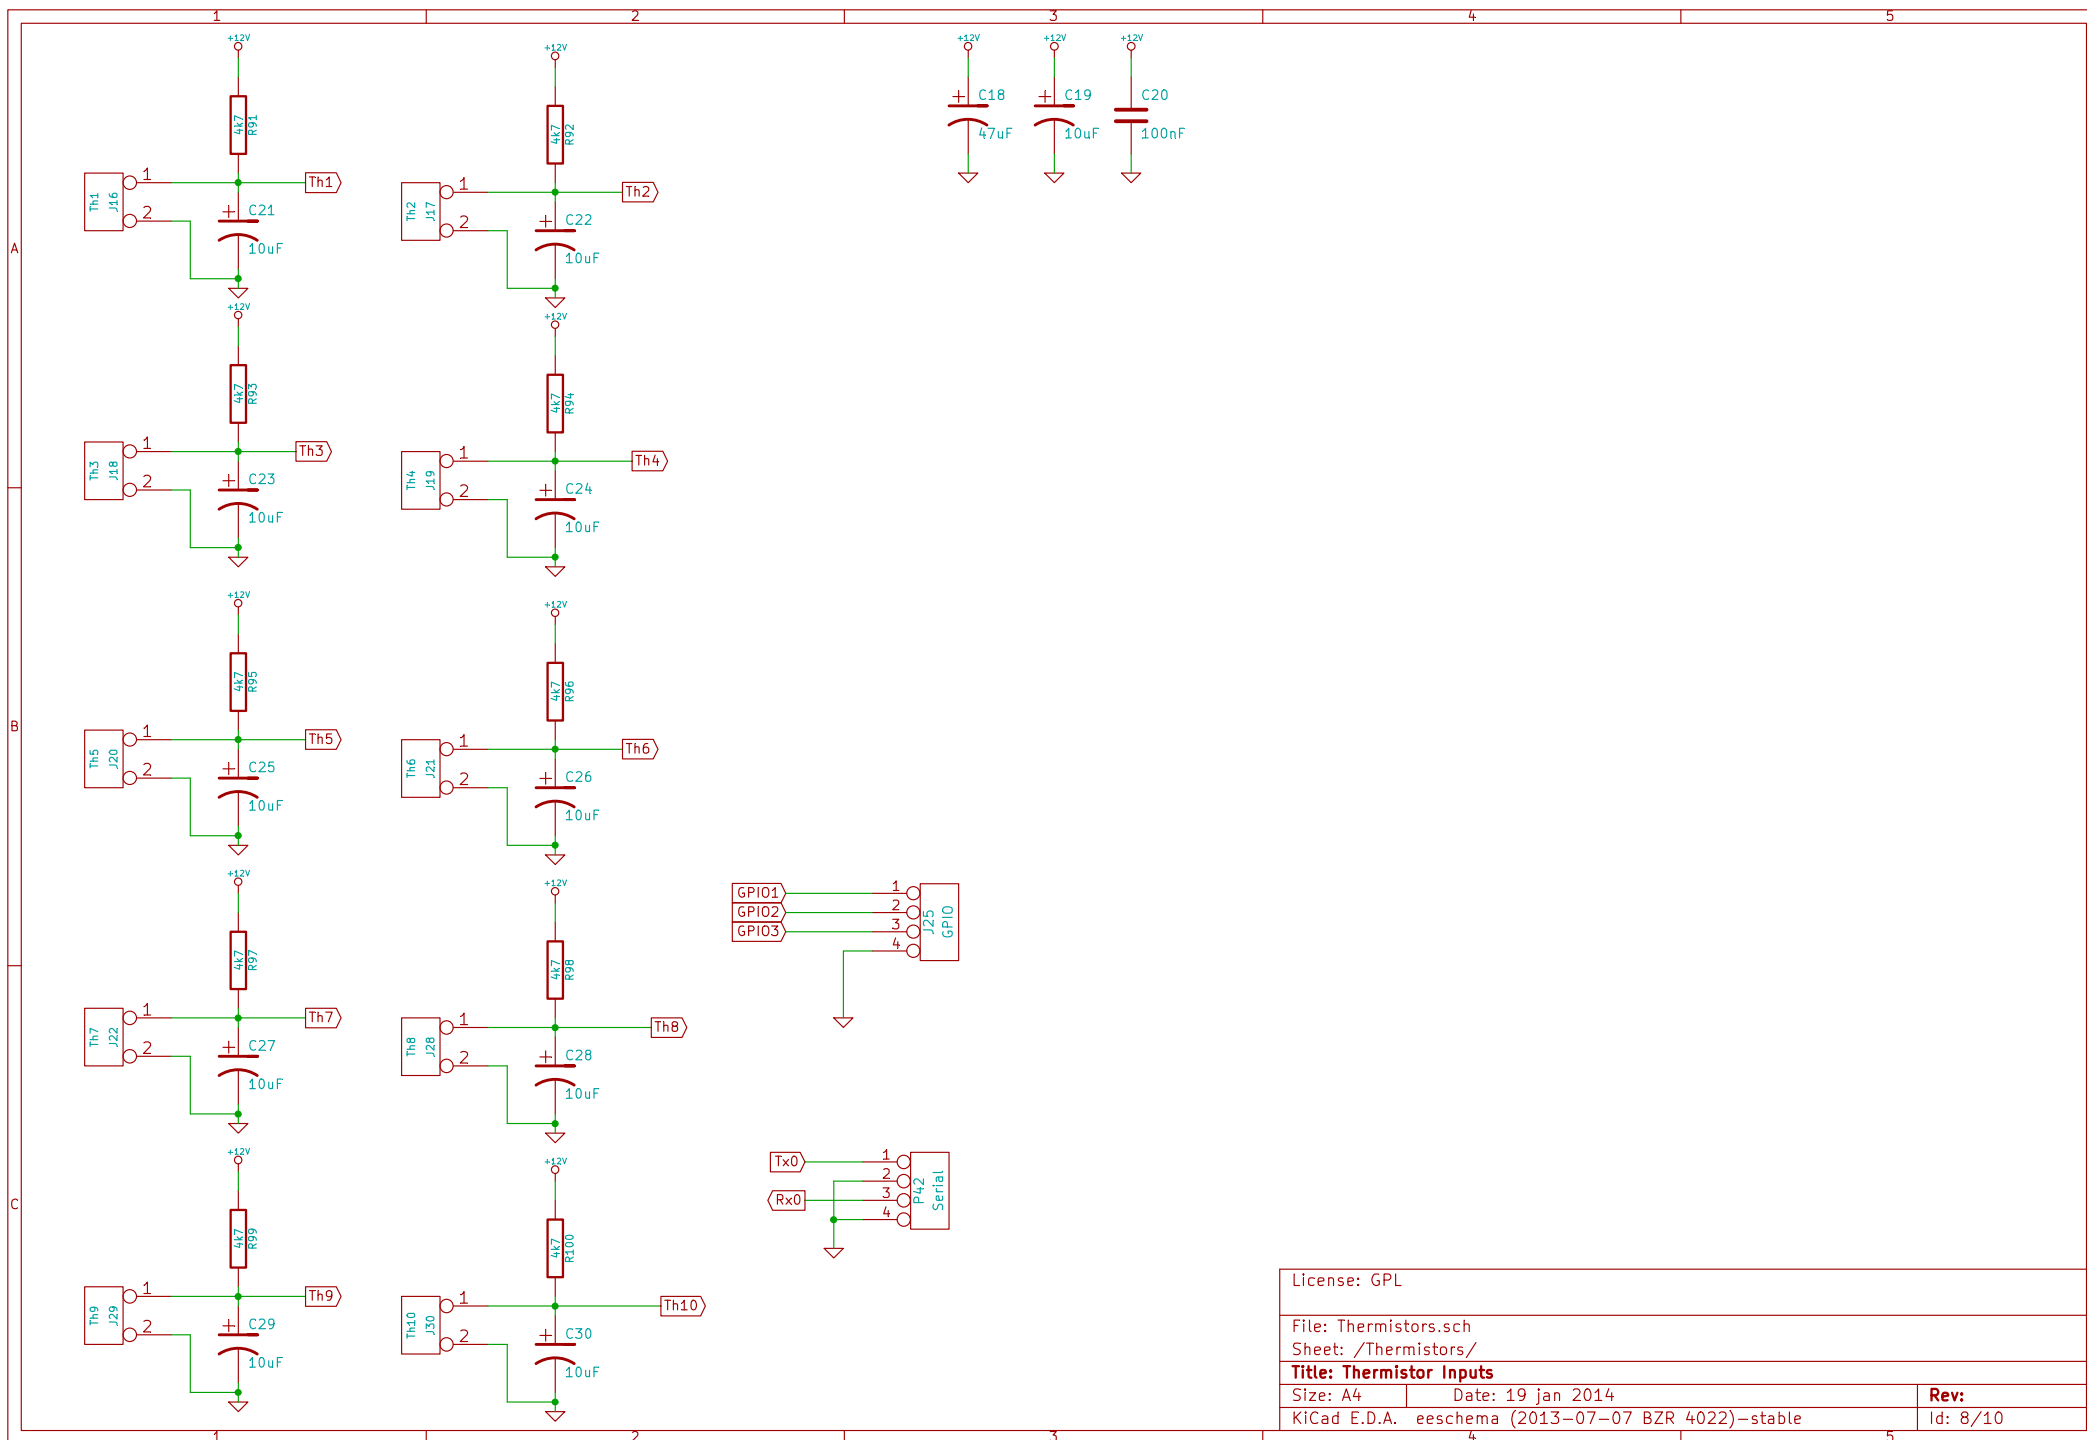 1 2 3 4 5
A
B
C
+12V
4k7
R91
Th1
J16
1
2
Th1
C21
10uF
+12V
4k7
R92
Th2
J17
1
2
Th2
C22
10uF
+12V
C18
47uF
+12V
C19
10uF
+12V
C20
100nF
+12V
4k7
R93
Th3
J18
1
2
Th3
C23
10uF
+12V
4k7
R94
Th4
J19
1
2
Th4
C24
10uF
+12V
4k7
R95
Th5
J20
1
2
Th5
C25
10uF
+12V
4k7
R96
Th6
J21
1
2
Th6
C26
10uF
+12V
4k7
R97
Th7
J22
1
2
Th7
C27
10uF
+12V
4k7
R98
Th8
J28
1
2
Th8
C28
10uF
GPIO1 1
GPIO2 2
GPIO3 3
4
J25
GPIO
+12V
4k7
R99
Th9
J29
1
2
Th9
C29
10uF
+12V
4k7
R100
Th10
J30
1
2
Th10
C30
10uF
Tx0 1
2
Rx0 3
4
P42
Serial
License: GPL
File: Thermistors.sch
Sheet: /Thermistors/
Title: Thermistor Inputs
Size: A4 Date: 19 jan 2014 Rev:
KiCad E.D.A. eeschema (2013-07-07 BZR 4022)-stable Id: 8/10
1 2 3 4 5